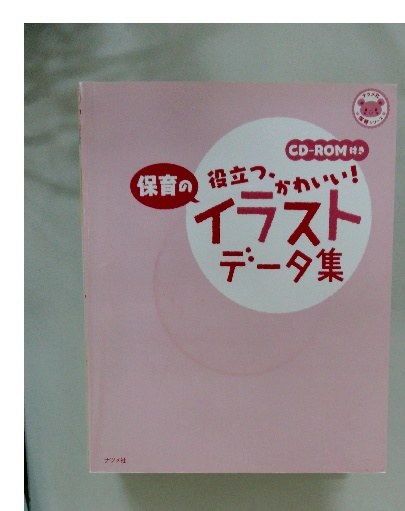 CD-ROM付き
保育の
役立つ、かわいい!
イラスト
データ集
ナツメ社